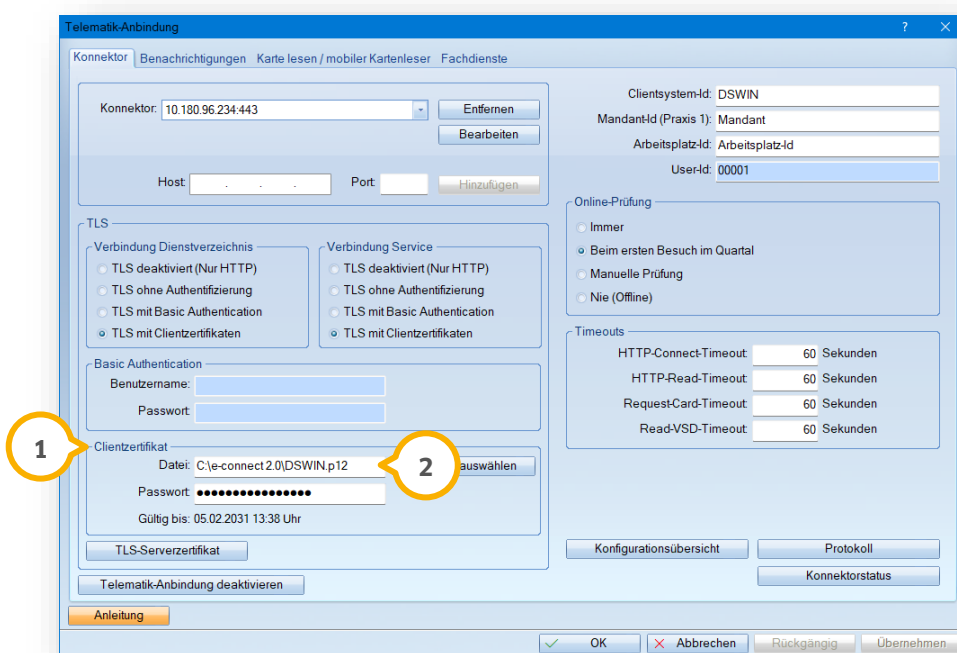 Telematik-Anbindung ? ×
Konnektor Benachrichtigungen Karte lesen / mobiler Kartenleser Fachdienste
Konnektor: 10.180.96.234:443 Entfernen
Bearbeiten
Host: . . . Port: Hinzufügen
Clientsystem-Id: DSWIN
Mandant-Id (Praxis 1): Mandant
Arbeitsplatz-Id: Arbeitsplatz-Id
User-Id: 00001
TLS
Verbindung Dienstverzeichnis
TLS deaktiviert (Nur HTTP)
TLS ohne Authentifizierung
TLS mit Basic Authentication
TLS mit Clientzertifikaten
Verbindung Service
TLS deaktiviert (Nur HTTP)
TLS ohne Authentifizierung
TLS mit Basic Authentication
TLS mit Clientzertifikaten
Online-Prüfung
Immer
Beim ersten Besuch im Quartal
Manuelle Prüfung
Nie (Offline)
Basic Authentication
Benutzername:
Passwort:
Timeouts
HTTP-Connect-Timeout: 60 Sekunden
HTTP-Read-Timeout: 60 Sekunden
Request-Card-Timeout: 60 Sekunden
Read-VSD-Timeout: 60 Sekunden
1
Clientzertifikat
Datei: C:\e-connect 2.0\DSWIN.p12 2 auswählen
Passwort: ●●●●●●●●●●●●●●●●
Gültig bis: 05.02.2031 13:38 Uhr
TLS-Serverzertifikat
Telematik-Anbindung deaktivieren
Konfigurationsübersicht Protokoll
Konnektorstatus
Anleitung
OK Abbrechen Rückgängig Übernehmen